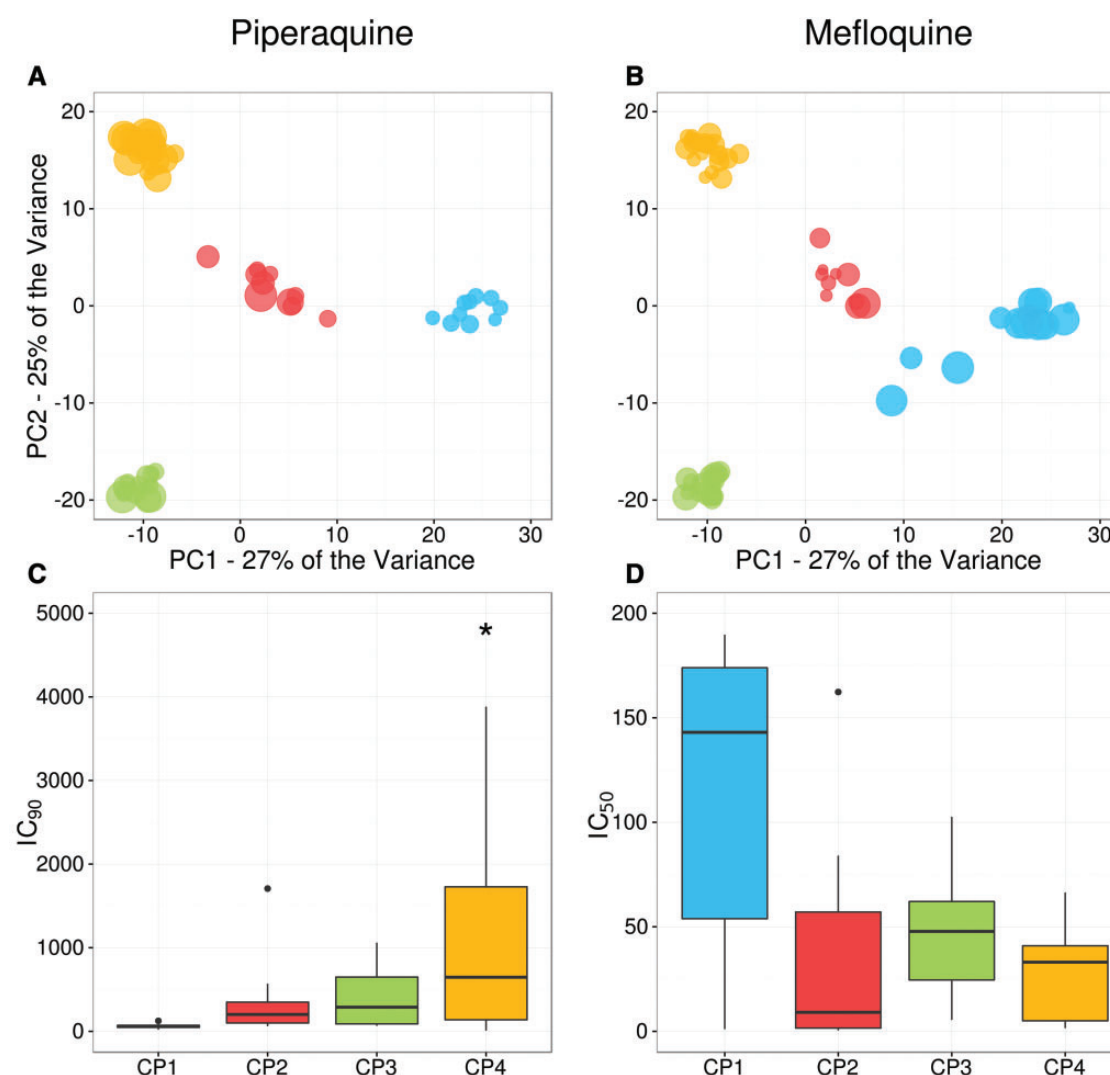 Piperaquine
Mefloquine
A
B
20
10
0
-10
-20
PC2 - 25% of the Variance
-10 0 10 20 30
PC1 - 27% of the Variance
20
10
0
-10
-20
-10 0 10 20 30
PC1 - 27% of the Variance
C
D
5000
4000
3000
2000
1000
0
IC90
*
CP1 CP2 CP3 CP4
200
150
100
50
0
IC50
CP1 CP2 CP3 CP4